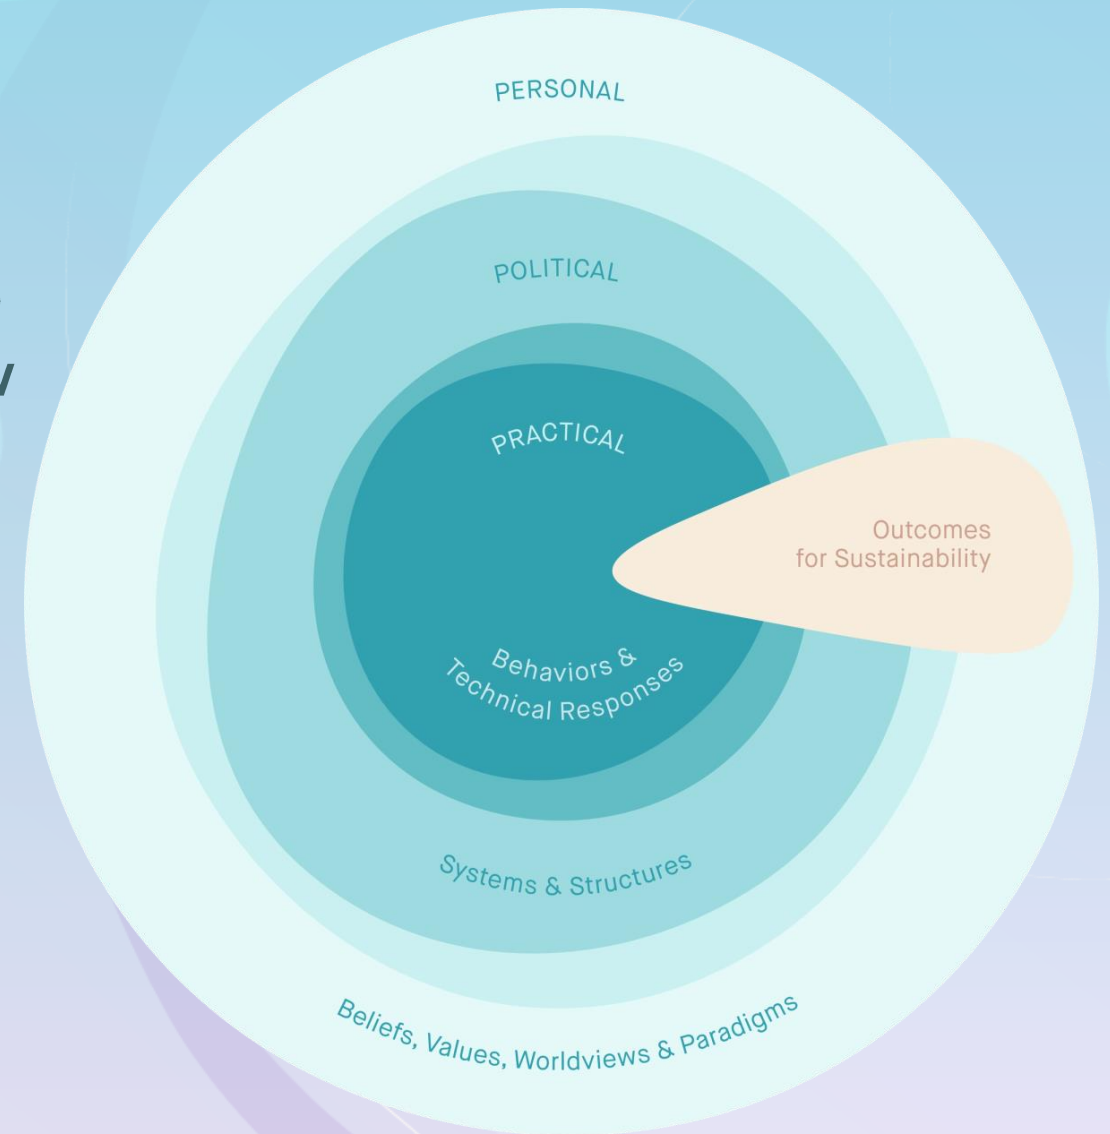 PERSONAL
POLITICAL
PRACTICAL
Outcomes
for Sustainability
Behaviors &
Technical Responses
Systems & Structures
Beliefs, Values, Worldviews & Paradigms